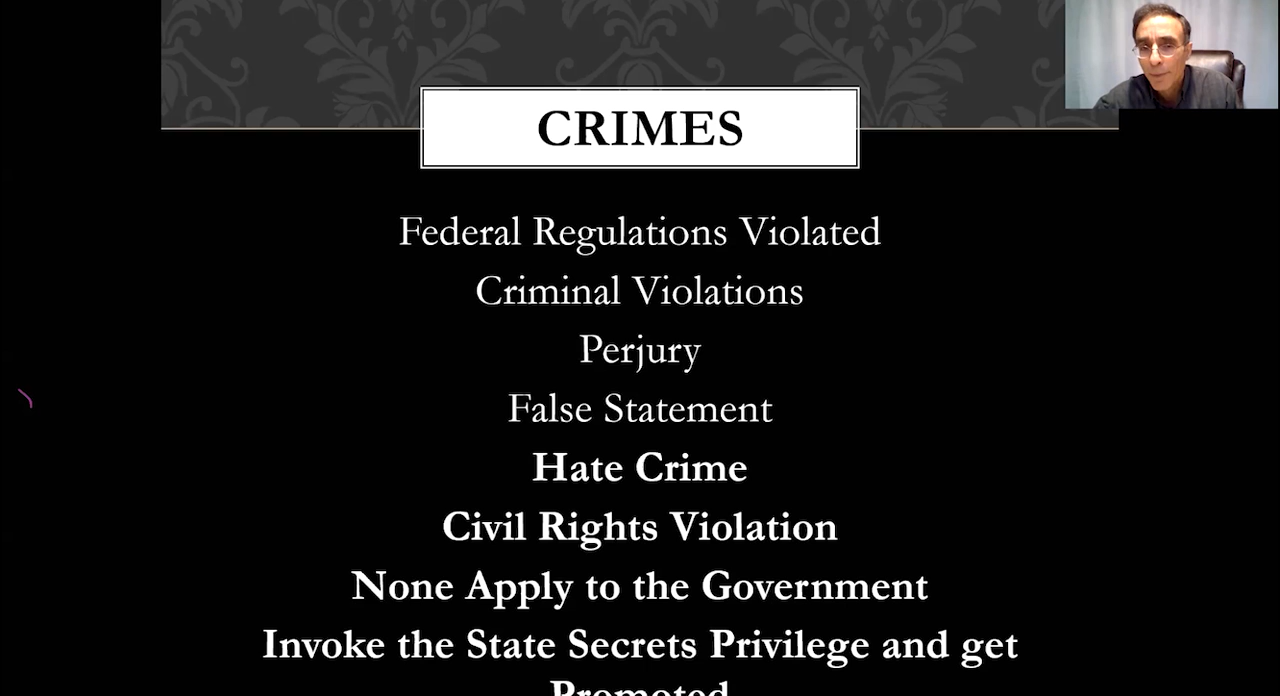 CRIMES
Federal Regulations Violated
Criminal Violations
Perjury
False Statement
Hate Crime
Civil Rights Violation
None Apply to the Government
Invoke the State Secrets Privilege and get
Promoted